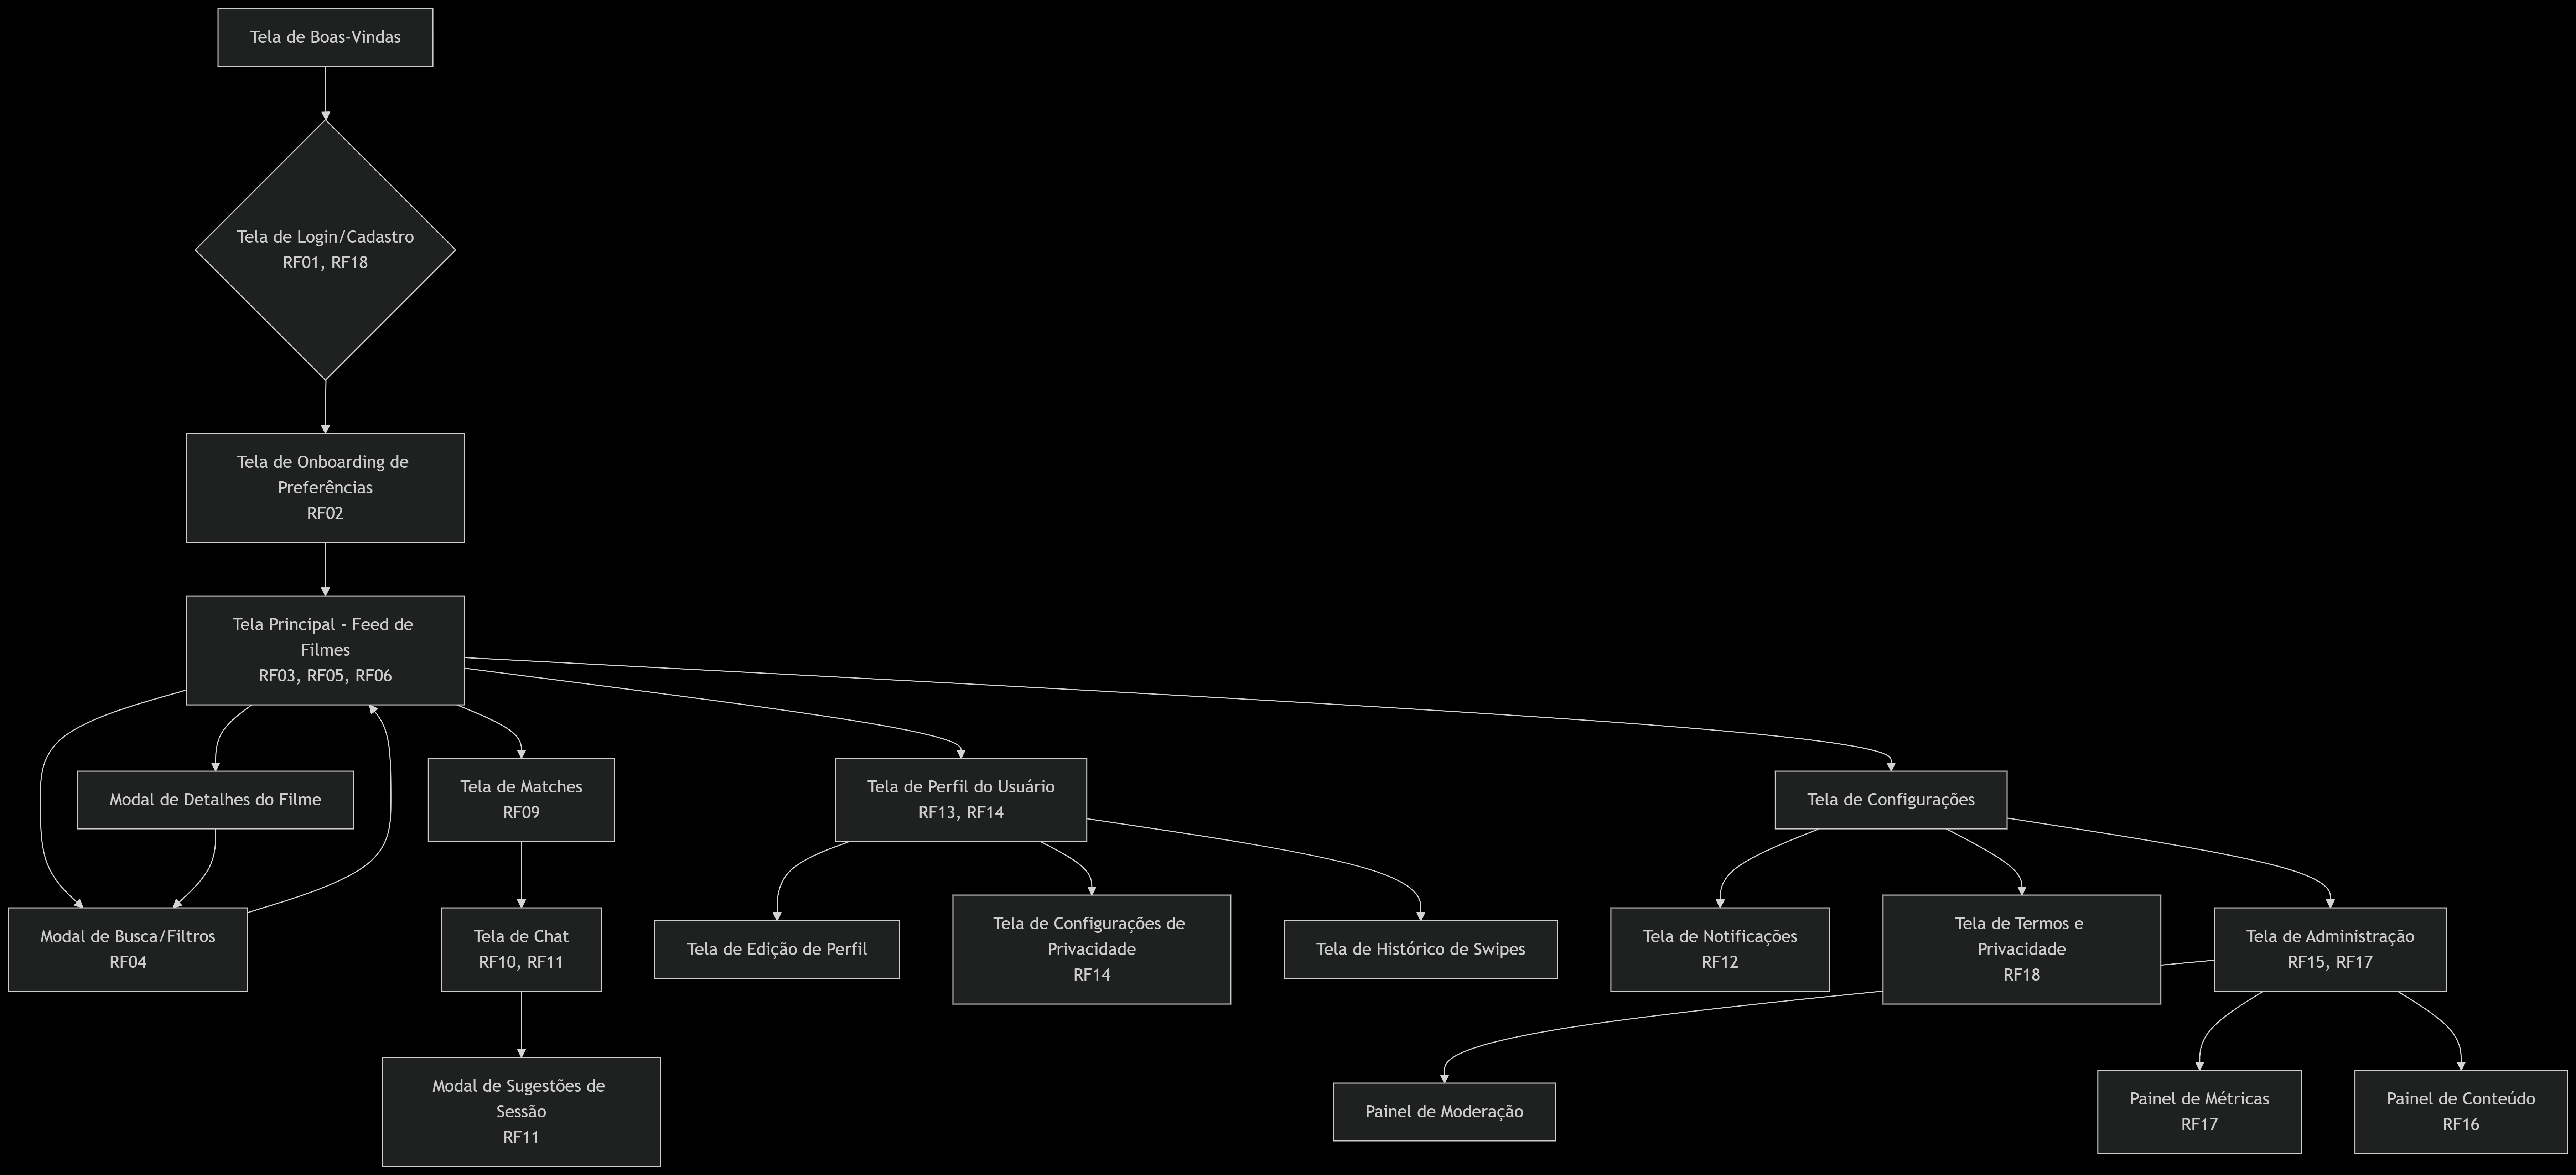 Tela de Boas-Vindas
Tela de Login/Cadastro
RF01, RF18
Tela de Onboarding de
Preferências
RF02
Tela Principal - Feed de
Filmes
RF03, RF05, RF06
Modal de Detalhes do Filme
Tela de Matches
RF09
Tela de Perfil do Usuário
RF13, RF14
Tela de Configurações
Modal de Busca/Filtros
RF04
Tela de Chat
RF10, RF11
Tela de Edição de Perfil
Tela de Configurações de
Privacidade
RF14
Tela de Histórico de Swipes
Tela de Notificações
RF12
Tela de Termos e
Privacidade
RF18
Tela de Administração
RF15, RF17
Modal de Sugestões de
Sessão
RF11
Painel de Moderação
Painel de Métricas
RF17
Painel de Conteúdo
RF16